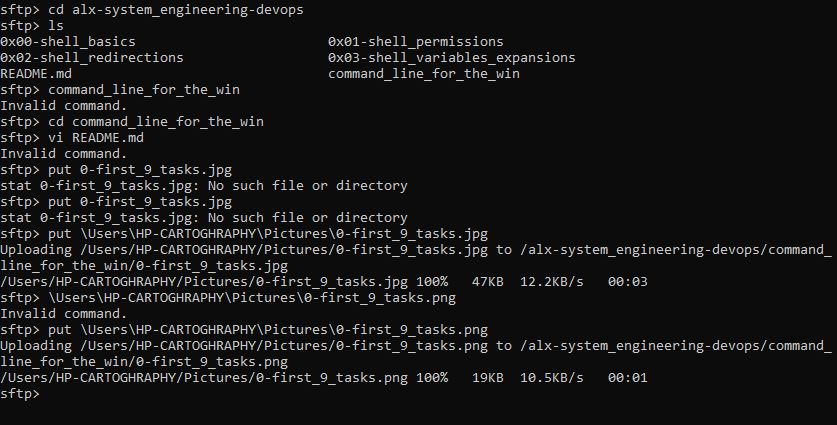 sftp> cd alx-system_engineering-devops
sftp> ls
0x00-shell_basics 0x01-shell_permissions
0x02-shell_redirections 0x03-shell_variables_expansions
README.md command_line_for_the_win
sftp> command_line_for_the_win
Invalid command.
sftp> cd command_line_for_the_win
sftp> vi README.md
Invalid command.
sftp> put 0-first_9_tasks.jpg
stat 0-first_9_tasks.jpg: No such file or directory
sftp> put 0-first_9_tasks.jpg
stat 0-first_9_tasks.jpg: No such file or directory
sftp> put \Users\HP-CARTOGHRAPHY\Pictures\0-first_9_tasks.jpg
Uploading /Users/HP-CARTOGHRAPHY/Pictures/0-first_9_tasks.jpg to /alx-system_engineering-devops/command_
line_for_the_win/0-first_9_tasks.jpg
/Users/HP-CARTOGHRAPHY/Pictures/0-first_9_tasks.jpg 100% 47KB 12.2KB/s 00:03
sftp> \Users\HP-CARTOGHRAPHY\Pictures\0-first_9_tasks.png
Invalid command.
sftp> put \Users\HP-CARTOGHRAPHY\Pictures\0-first_9_tasks.png
Uploading /Users/HP-CARTOGHRAPHY/Pictures/0-first_9_tasks.png to /alx-system_engineering-devops/command_
line_for_the_win/0-first_9_tasks.png
/Users/HP-CARTOGHRAPHY/Pictures/0-first_9_tasks.png 100% 19KB 10.5KB/s 00:01
sftp>